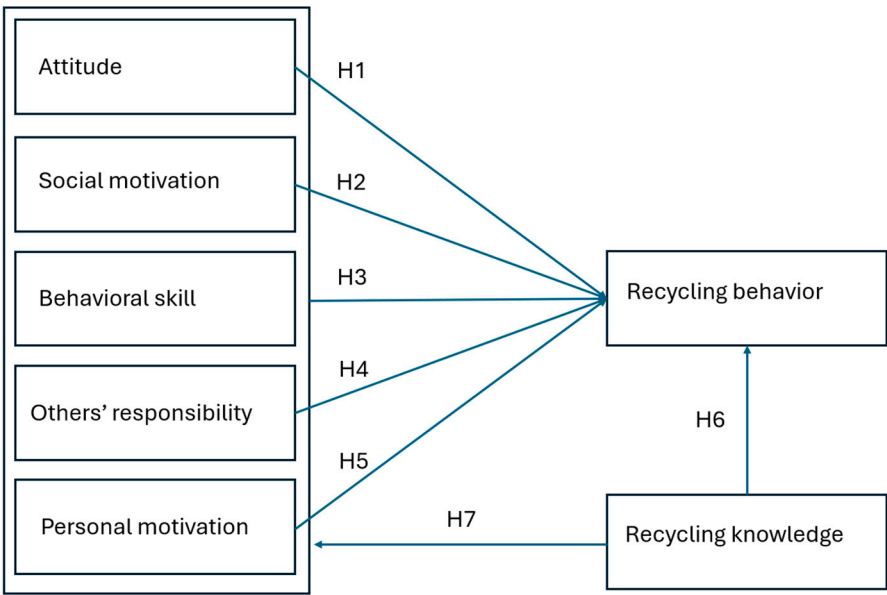 Attitude
H1
Social motivation
H2
Behavioral skill
H3
Recycling behavior
Others’ responsibility
H4
H6
Personal motivation
H5
H7
Recycling knowledge